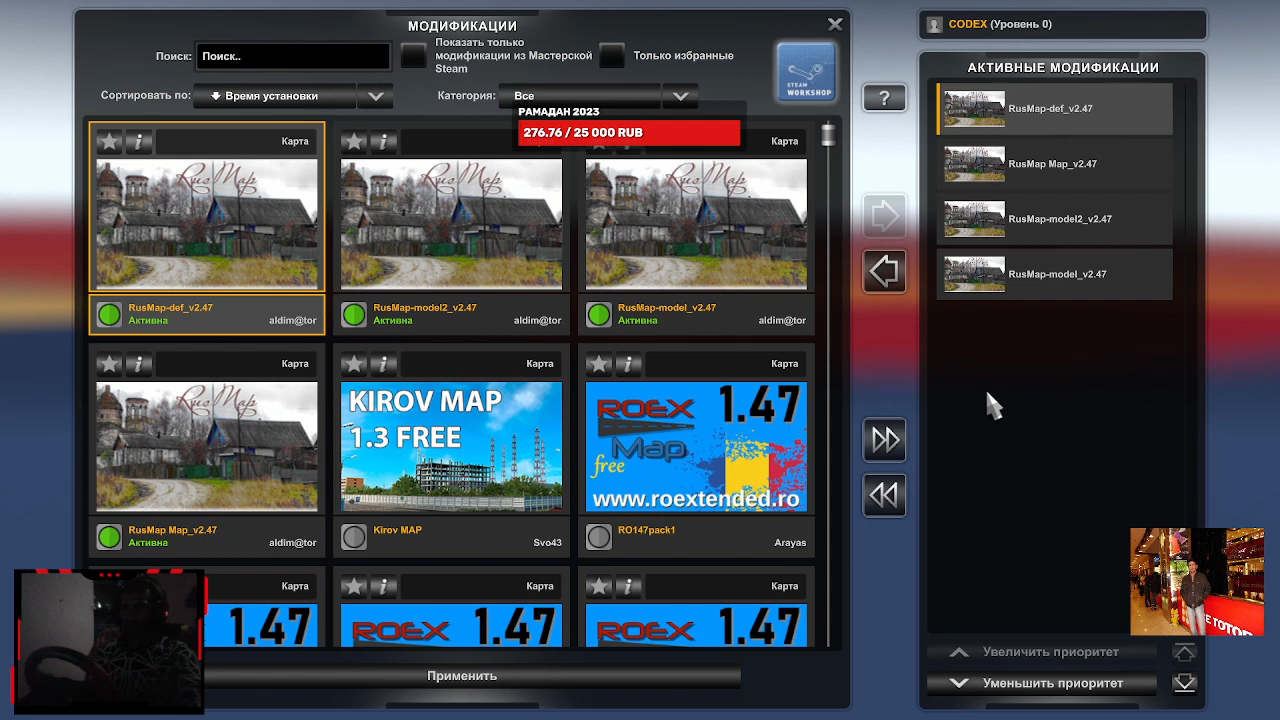 МОДИФИКАЦИИ
Поиск:
Поиск..
Показать только
модификации из Мастерской
Steam
Только избранные
STEAM
WORKSHOP
Сортировать по:
Время установки
Категория:
Все
РАМАДАН 2023
276.76 / 25 000 RUB
Карта
Карта
RusMap
RusMap
RusMap
RusMap-def_v2.47
Активна
aldim@tor
RusMap-model2_v2.47
Активна
aldim@tor
RusMap-model_v2.47
Активна
aldim@tor
Карта
Карта
Карта
RusMap
KIROV MAP
1.3 FREE
ROEX 1.47
Map
free
www.roextended.ro
RusMap Map_v2.47
Активна
aldim@tor
Kirov MAP
Svo43
RO147pack1
Arayas
Карта
Карта
Карта
1.47
ROEX 1.47
ROEX 1.47
Применить
?
CODEX (Уровень 0)
АКТИВНЫЕ МОДИФИКАЦИИ
RusMap-def_v2.47
RusMap Map_v2.47
RusMap-model2_v2.47
RusMap-model_v2.47
Увеличить приоритет
Уменьшить приоритет